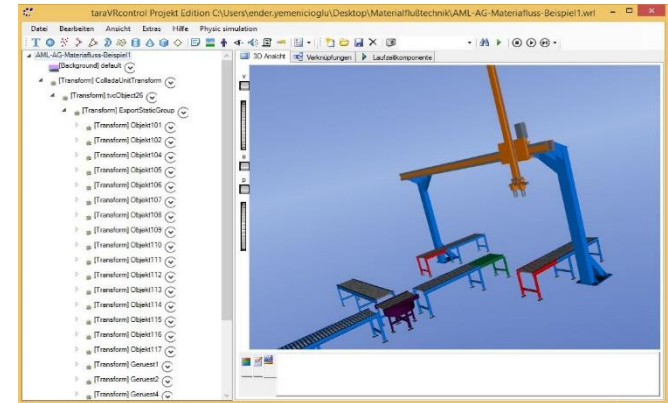 taraVRcontrol Projekt Edition C:\Users\ender.yemenicioglu\Desktop\Materialflußtechnik\AML-AG-Materiafluss-Beispiel1.wrl
Datei Bearbeiten Ansicht Extras Hilfe Physic simulation
AML-AG-Materiafluss-Beispiel1
[Background] default
[Transform] ColladaUnitTransform
[Transform] tvcObject26
[Transform] ExportStaticGroup
[Transform] Objekt101
[Transform] Objekt102
[Transform] Objekt104
[Transform] Objekt105
[Transform] Objekt106
[Transform] Objekt107
[Transform] Objekt108
[Transform] Objekt109
[Transform] Objekt110
[Transform] Objekt111
[Transform] Objekt112
[Transform] Objekt113
[Transform] Objekt114
[Transform] Objekt115
[Transform] Objekt116
[Transform] Objekt117
[Transform] Geruest1
[Transform] Geruest2
[Transform] Geruest4
3D Ansicht Verknüpfungen Laufzeitkomponente